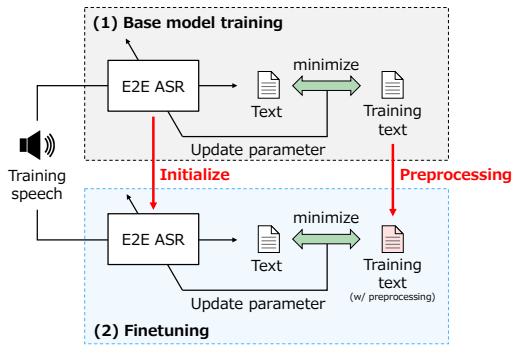 (1) Base model training
E2E ASR
minimize
Text
Training
text
Update parameter
Training
speech
Initialize
Preprocessing
E2E ASR
minimize
Text
Training
text
(w/ preprocessing)
Update parameter
(2) Finetuning